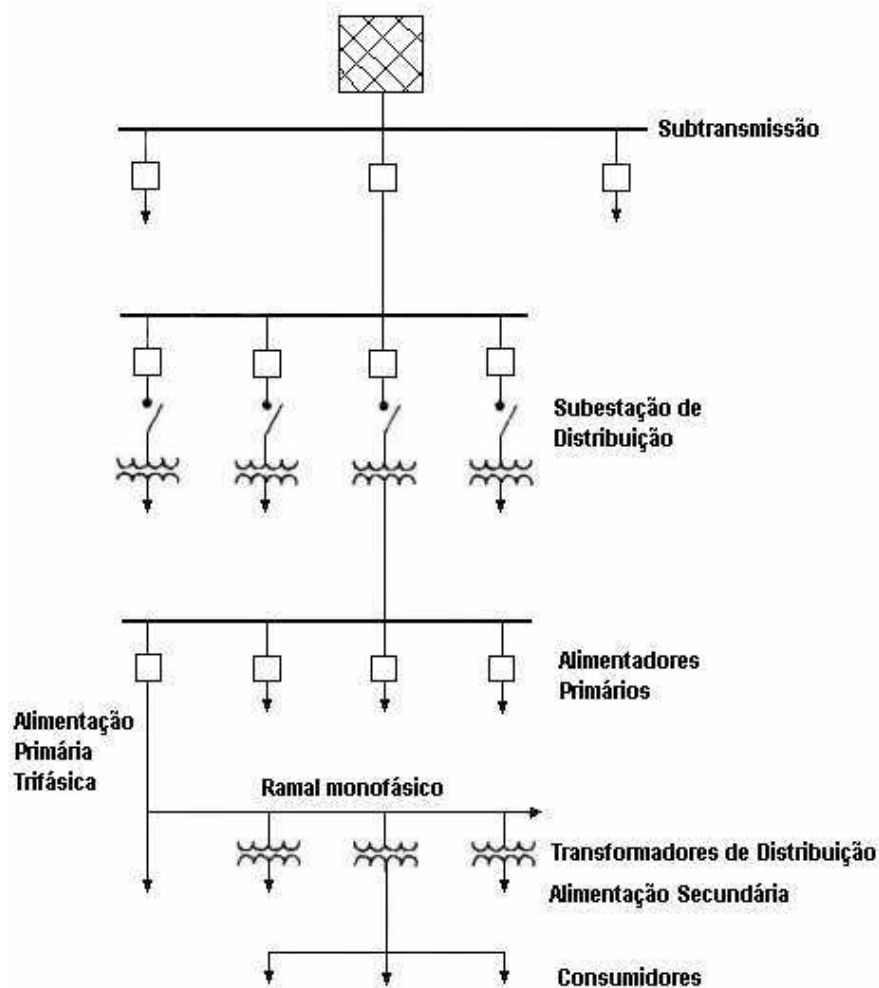 Subtransmissão
Subestação de
Distribuição
Alimentadores
Primários
Alimentação
Primária
Trifásica
Ramal monofásico
Transformadores de Distribuição
Alimentação Secundária
Consumidores